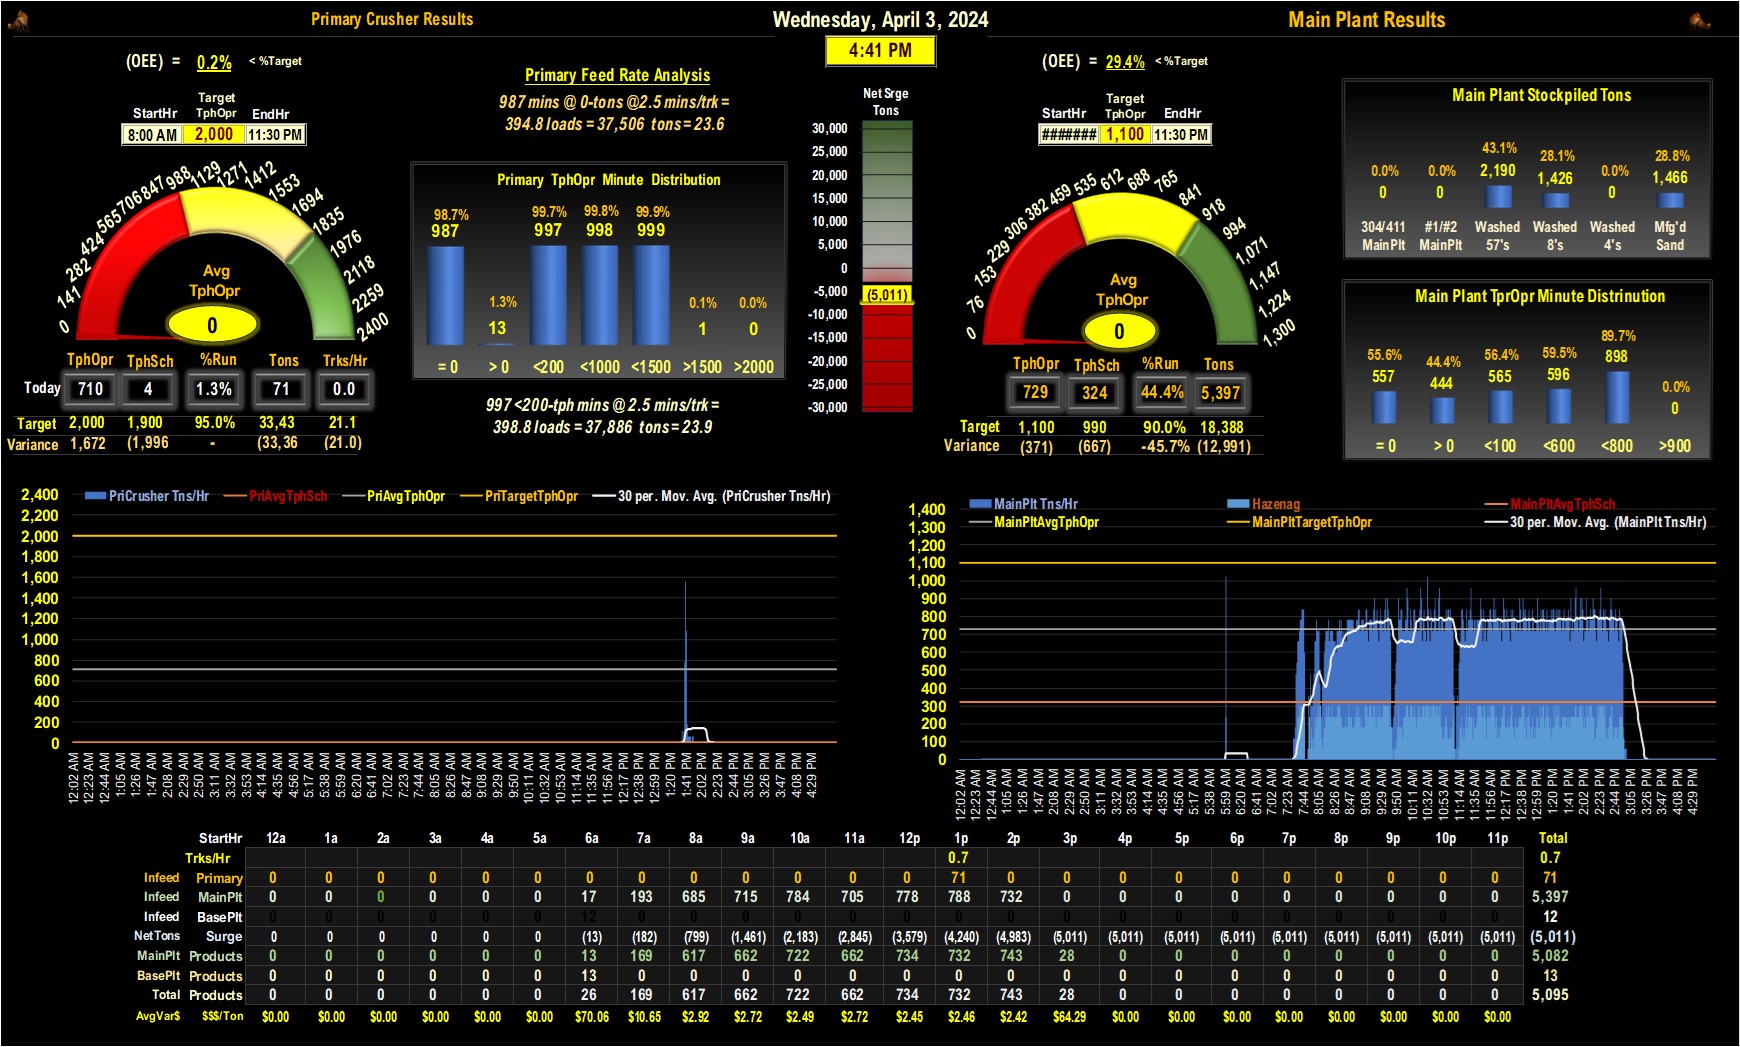 Primary Crusher Results
Wednesday, April 3, 2024
Main Plant Results
4:41 PM
(OEE) = 0.2% < %Target
StartHr Target TphOpr EndHr
8:00 AM 2,000 11:30 PM
0 141 282 424 565 706 847 988 1129 1271 1412 1553 1694 1835 1976 2118 2259 2400
Avg
TphOpr
0
TphOpr TphSch %Run Tons Trks/Hr
Today 710 4 1.3% 71 0.0
Target 2,000 1,900 95.0% 33,43 21.1
Variance 1,672 (1,996 - (33,36 (21.0)
Primary Feed Rate Analysis
987 mins @ 0-tons @2.5 mins/trk =
394.8 loads = 37,506 tons = 23.6
Primary TphOpr Minute Distribution
98.7% 1.3% 99.7% 99.8% 99.9% 0.1% 0.0%
987 13 997 998 999 1 0
= 0 > 0 <200 <1000 <1500 >1500 >2000
997 <200-tph mins @ 2.5 mins/trk =
398.8 loads = 37,886 tons = 23.9
Net Srge
Tons
30,000
25,000
20,000
15,000
10,000
5,000
0
-5,000
(5,011)
-10,000
-15,000
-20,000
-25,000
-30,000
(OEE) = 29.4% < %Target
StartHr Target TphOpr EndHr
####### 1,100 11:30 PM
0 76 153 229 306 382 459 535 612 688 765 841 918 994 1,071 1,147 1,224 1,300
Avg
TphOpr
0
TphOpr TphSch %Run Tons
729 324 44.4% 5,397
Target 1,100 990 90.0% 18,388
Variance (371) (667) -45.7% (12,991)
Main Plant Stockpiled Tons
0.0% 0.0% 43.1% 28.1% 0.0% 28.8%
0 0 2,190 1,426 0 1,466
304/411 #1/#2 Washed Washed Washed Mfg'd
MainPlt MainPlt 57's 8's 4's Sand
Main Plant TprOpr Minute Distrinution
55.6% 44.4% 56.4% 59.5% 89.7% 0.0%
557 444 565 596 898 0
= 0 > 0 <100 <600 <800 >900
PriCrusher Tns/Hr PriAvgTphSch PriAvgTphOpr PriTargetTphOpr 30 per. Mov. Avg. (PriCrusher Tns/Hr)
2,400
2,200
2,000
1,800
1,600
1,400
1,200
1,000
800
600
400
200
0
12:02 AM 12:23 AM 12:44 AM 1:05 AM 1:26 AM 1:47 AM 2:08 AM 2:29 AM 2:50 AM 3:11 AM 3:32 AM 3:53 AM 4:14 AM 4:35 AM 4:56 AM 5:17 AM 5:38 AM 5:59 AM 6:20 AM 6:41 AM 7:02 AM 7:23 AM 7:44 AM 8:05 AM 8:26 AM 8:47 AM 9:08 AM 9:29 AM 9:50 AM 10:11 AM 10:32 AM 10:53 AM 11:14 AM 11:35 AM 11:56 AM 12:17 PM 12:38 PM 12:59 PM 1:20 PM 1:41 PM 2:02 PM 2:23 PM 2:44 PM 3:05 PM 3:26 PM 3:47 PM 4:08 PM 4:29 PM
MainPlt Tns/Hr Hazenag MainPltAvgTphSch
MainPltAvgTphOpr MainPltTargetTphOpr 30 per. Mov. Avg. (MainPlt Tns/Hr)
1,400
1,300
1,200
1,100
1,000
900
800
700
600
500
400
300
200
100
0
12:02 AM 12:23 AM 12:44 AM 1:05 AM 1:26 AM 1:47 AM 2:08 AM 2:29 AM 2:50 AM 3:11 AM 3:32 AM 3:53 AM 4:14 AM 4:35 AM 4:56 AM 5:17 AM 5:38 AM 5:59 AM 6:20 AM 6:41 AM 7:02 AM 7:23 AM 7:44 AM 8:05 AM 8:26 AM 8:47 AM 9:08 AM 9:29 AM 9:50 AM 10:11 AM 10:32 AM 10:53 AM 11:14 AM 11:35 AM 11:56 AM 12:17 PM 12:38 PM 12:59 PM 1:20 PM 1:41 PM 2:02 PM 2:23 PM 2:44 PM 3:05 PM 3:26 PM 3:47 PM 4:08 PM 4:29 PM
StartHr 12a 1a 2a 3a 4a 5a 6a 7a 8a 9a 10a 11a 12p 1p 2p 3p 4p 5p 6p 7p 8p 9p 10p 11p Total
Trks/Hr 0.7 0.7
Infeed Primary 0 0 0 0 0 0 0 0 0 0 0 0 0 71 0 0 0 0 0 0 0 0 0 0 71
Infeed MainPlt 0 0 0 0 0 0 17 193 685 715 784 705 778 788 732 0 0 0 0 0 0 0 0 0 5,397
Infeed BasePlt 0 0 0 0 0 0 12 0 0 0 0 0 0 0 0 0 0 0 0 0 0 0 0 0 12
NetTons Surge 0 0 0 0 0 0 (13) (182) (799) (1,461) (2,183) (2,845) (3,579) (4,240) (4,983) (5,011) (5,011) (5,011) (5,011) (5,011) (5,011) (5,011) (5,011) (5,011) (5,011)
MainPlt Products 0 0 0 0 0 0 13 169 617 662 722 662 734 732 743 28 0 0 0 0 0 0 0 0 5,082
BasePlt Products 0 0 0 0 0 0 13 0 0 0 0 0 0 0 0 0 0 0 0 0 0 0 0 0 13
Total Products 0 0 0 0 0 0 26 169 617 662 722 662 734 732 743 28 0 0 0 0 0 0 0 0 5,095
AvgVar$ $$$/Ton $0.00 $0.00 $0.00 $0.00 $0.00 $0.00 $70.06 $10.65 $2.92 $2.72 $2.49 $2.72 $2.45 $2.46 $2.42 $64.29 $0.00 $0.00 $0.00 $0.00 $0.00 $0.00 $0.00 $0.00